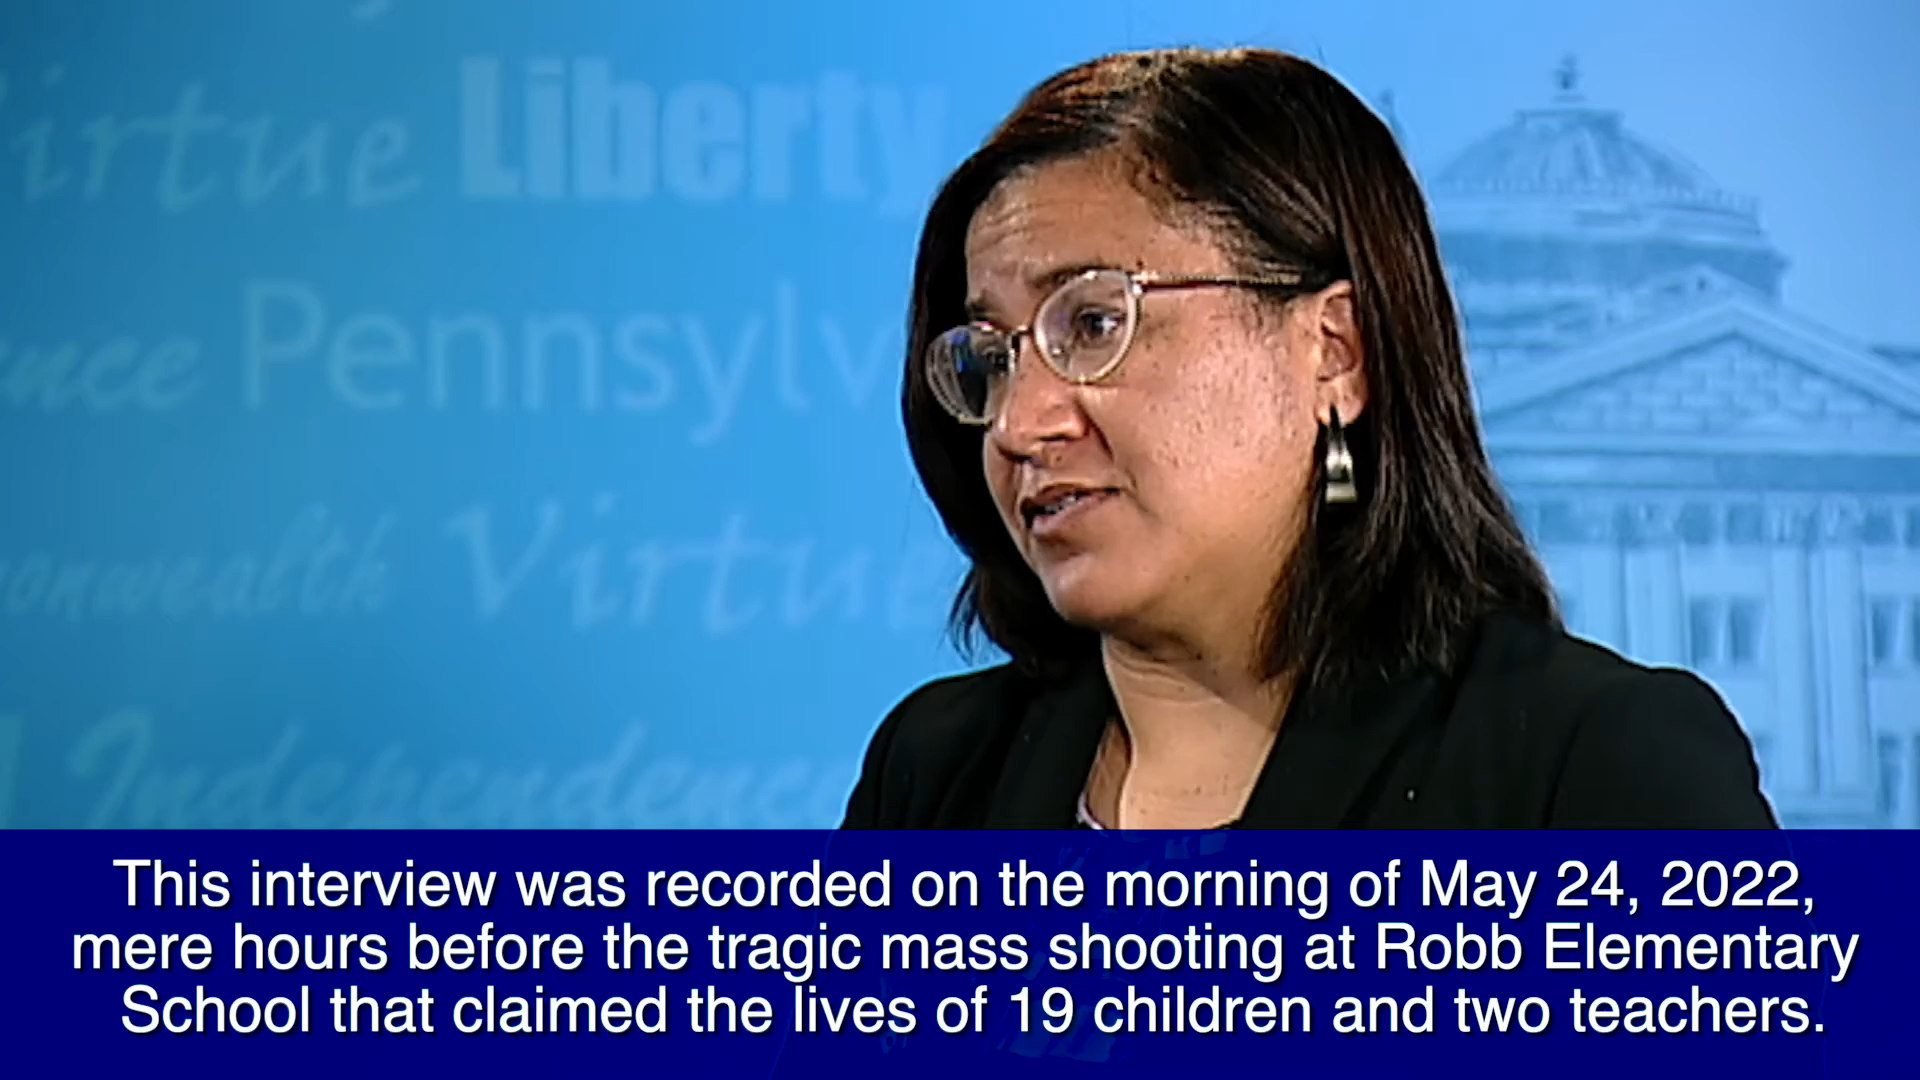 Virtue Liberty
Pennsylv
Virtue
Independence
This interview was recorded on the morning of May 24, 2022,
mere hours before the tragic mass shooting at Robb Elementary
School that claimed the lives of 19 children and two teachers.